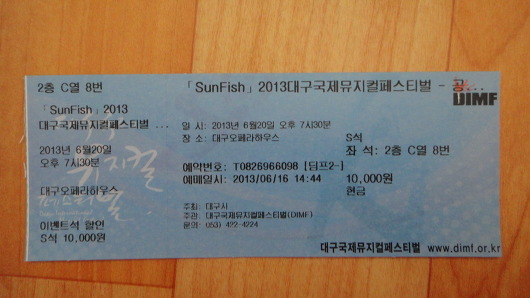 2층 C열 8번
「SunFish」 2013
대구국제뮤지컬페스티벌 ...
2013년 6월20일
오후 7시30분
대구오페라하우스
이벤트석 할인
S석 10,000원
「SunFish」 2013대구국제뮤지컬페스티벌 - 공...
DIMF
일 시: 2013년 6월20일 오후 7시30분
장 소: 대구오페라하우스
S석
좌 석: 2층 C열 8번
예약번호: T0826966098 [딤프2-]
예매일시: 2013/06/16 14:44
10,000원
현금
주최: 대구시
주관: 대구국제뮤지컬페스티벌(DIMF)
문의: 053) 422-4224
대구국제뮤지컬페스티벌 www.dimf.or.kr